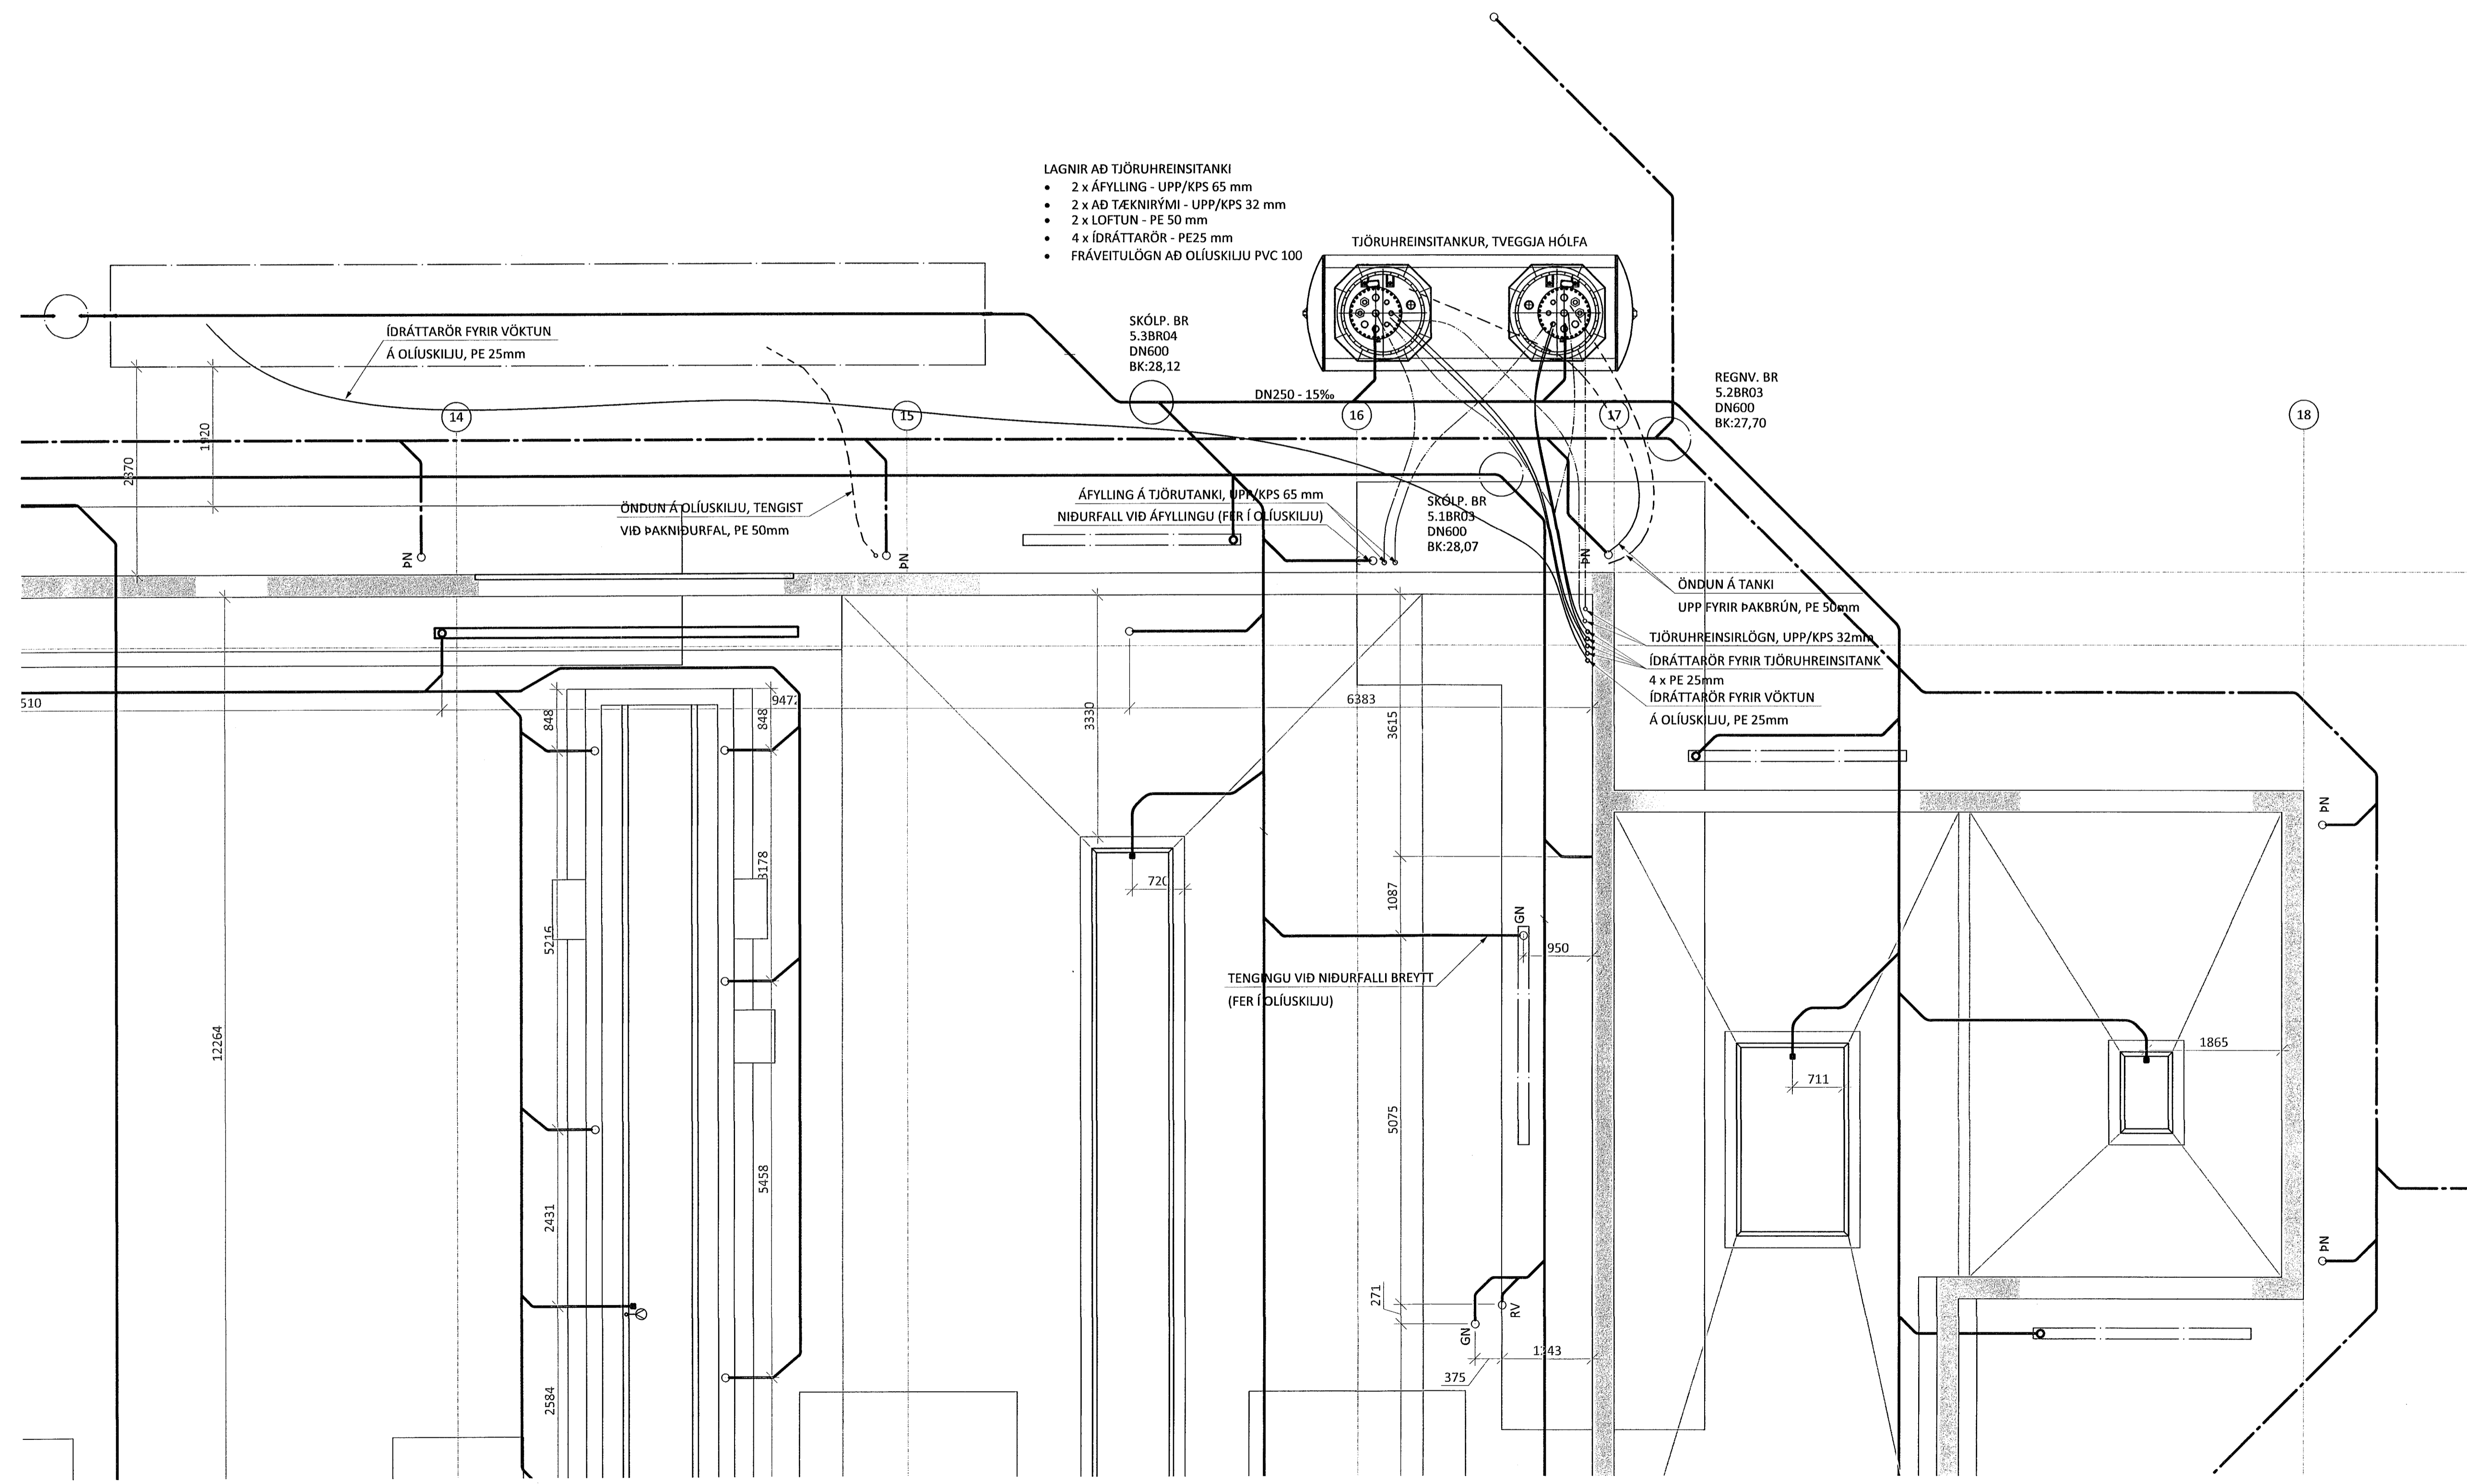 LAGNIR AÐ TJÖRUHREINSITANKI
• 2 x ÁFYLLING - UPP/KPS 65 mm
• 2 x AÐ TÆKNIRÝMI - UPP/KPS 32 mm
• 2 x LOFTUN - PE 50 mm
• 4 x ÍDRÁTTARÖR - PE25 mm
• FRÁVEITULÖGN AÐ OLÍUSKILJU PVC 100
TJÖRUHREINSITANKUR, TVEGGJA HÓLFA
ÍDRÁTTARÖR FYRIR VÖKTUN
Á OLÍUSKILJU, PE 25mm
SKÓLP. BR
5.3BR04
DN600
BK:28,12
DN250 - 15‰
REGNV. BR
5.2BR03
DN600
BK:27,70
14
15
16
17
18
2370
1920
ÖNDUN Á OLÍUSKILJU, TENGIST
VIÐ ÞAKNIÐURFAL, PE 50mm
ÁFYLLING Á TJÖRUTANKI, UPP/KPS 65 mm
NIÐURFALL VIÐ ÁFYLLINGU (FER Í OLÍUSKILJU)
SKÓLP. BR
5.1BR03
DN600
BK:28,07
ÞN
ÞN
ÞN
ÖNDUN Á TANKI
UPP FYRIR ÞAKBRÚN, PE 50mm
TJÖRUHREINSIRLÖGN, UPP/KPS 32mm
ÍDRÁTTARÖR FYRIR TJÖRUHREINSITANK
4 x PE 25mm
ÍDRÁTTARÖR FYRIR VÖKTUN
Á OLÍUSKILJU, PE 25mm
510
848
848
9472
3330
6383
3615
ÞN
3178
720
1087
GN
5216
950
TENGINGU VIÐ NIÐURFALLI BREYTT
(FER Í OLÍUSKILJU)
12264
1865
711
5075
5458
2431
ÞN
271
RV
GN
1243
375
2584